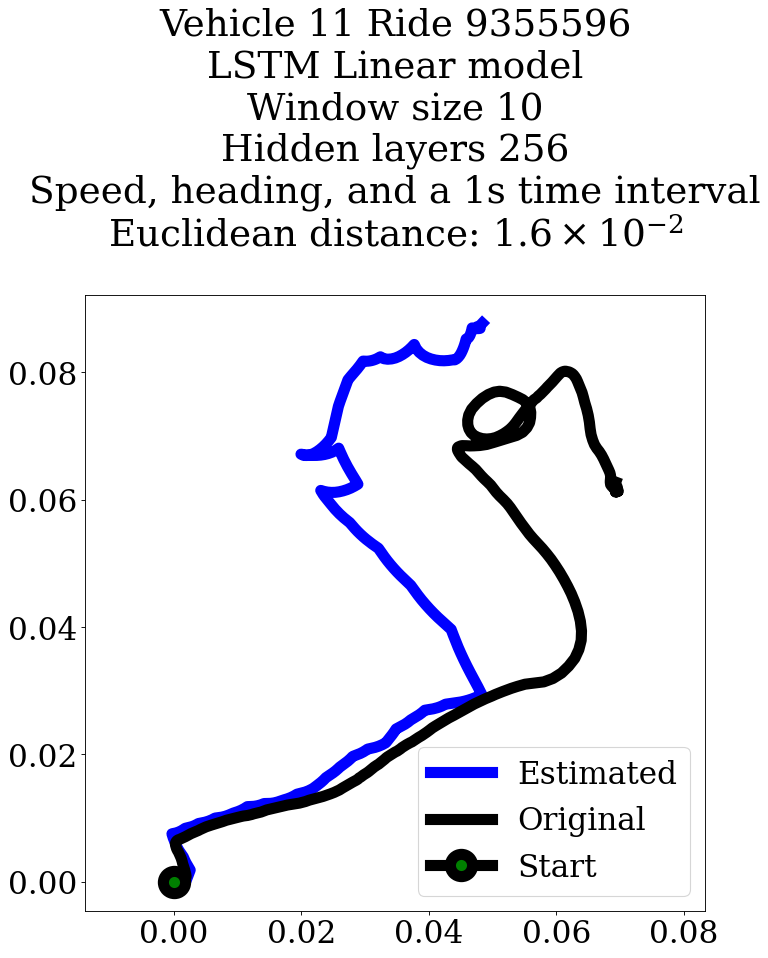 Vehicle 11 Ride 9355596
LSTM Linear model
Window size 10
Hidden layers 256
Speed, heading, and a 1s time interval
Euclidean distance: 1.6 × 10⁻²
0.08
0.06
0.04
0.02
0.00
Estimated
Original
Start
0.00 0.02 0.04 0.06 0.08